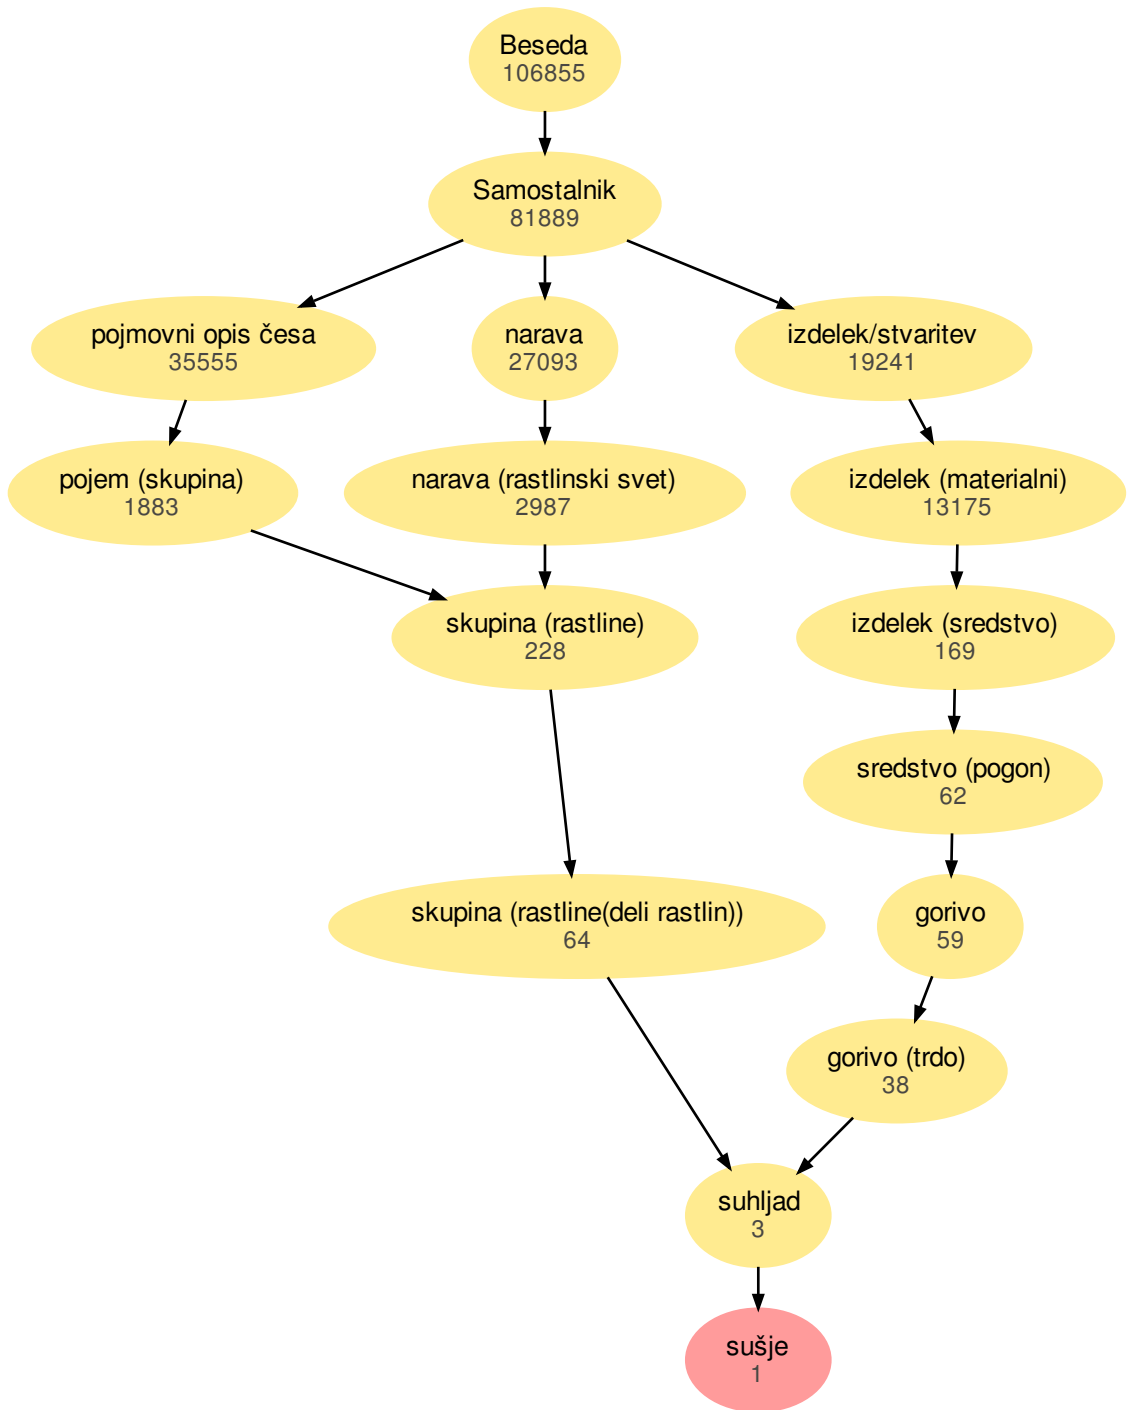 Beseda
106855
Samostalnik
81889
pojmovni opis česa
35555
narava
27093
izdelek/stvaritev
19241
pojem (skupina)
1883
narava (rastlinski svet)
2987
izdelek (materialni)
13175
skupina (rastline)
228
izdelek (sredstvo)
169
sredstvo (pogon)
62
skupina (rastline(deli rastlin))
64
gorivo
59
gorivo (trdo)
38
suhljad
3
sušje
1